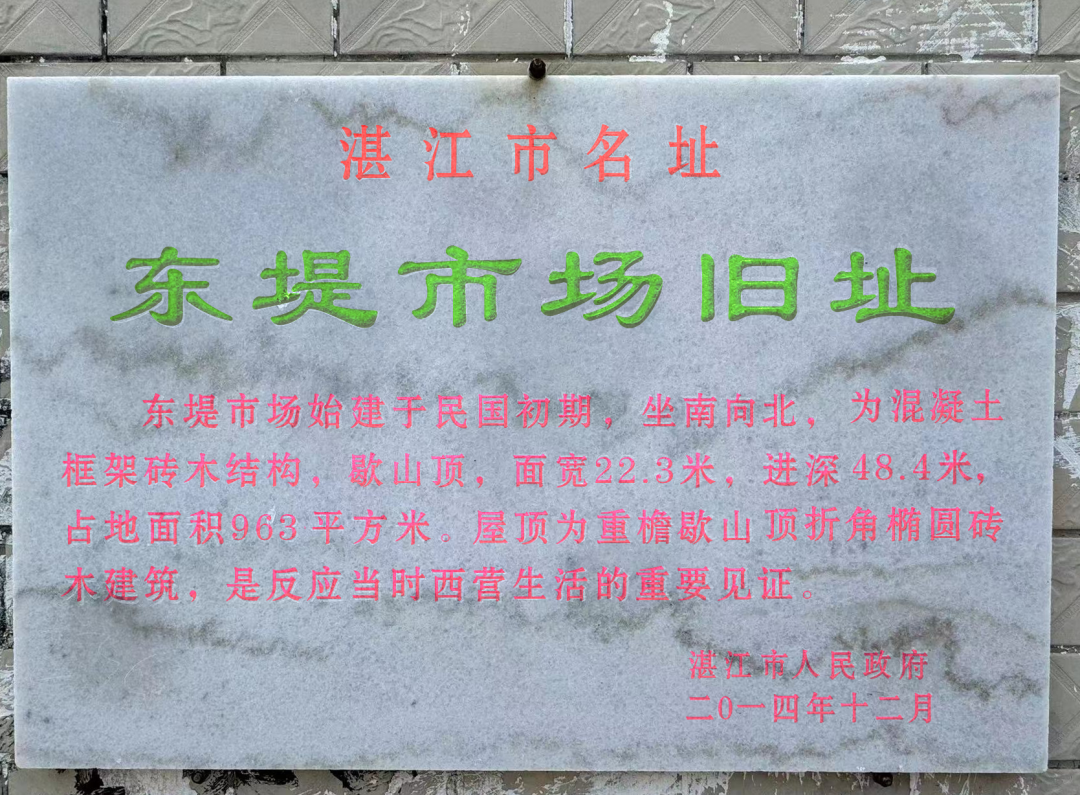 湛江市名址
东堤市场旧址
东堤市场始建于民国初期，坐南向北，为混凝土
框架砖木结构，歇山顶，面宽22.3米，进深48.4米，
占地面积963平方米。屋顶为重檐歇山顶折角椭圆砖
木建筑，是反应当时西营生活的重要见证。
湛江市人民政府
二0一四年十二月